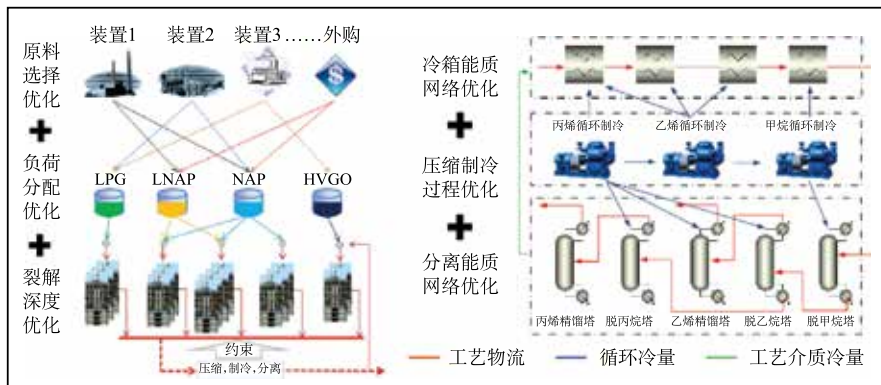 装置1 装置2 装置3 ……外购
原料
选择
优化
负荷
分配
优化
LPG LNAP NAP HVGO
裂解
深度
优化
约束
压缩,制冷,分离
冷箱能质
网络优化
丙烯循环制冷 乙烯循环制冷 甲烷循环制冷
压缩制冷
过程优化
分离能质
网络优化
丙烯精馏塔 脱丙烷塔 乙烯精馏塔 脱乙烷塔 脱甲烷塔
工艺物流 循环冷量 工艺介质冷量